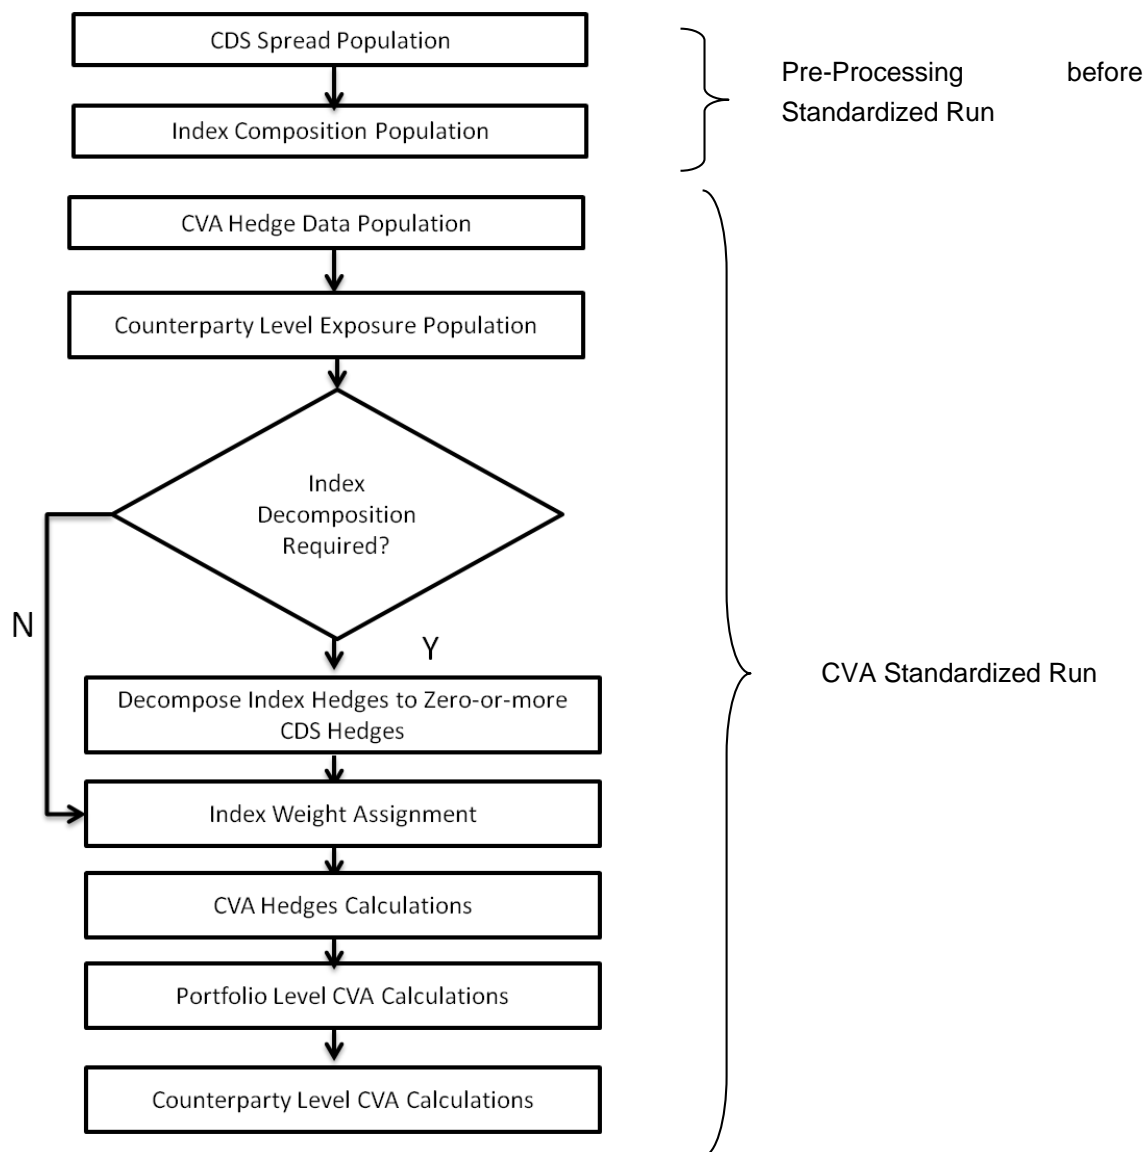 CDS Spread Population
Index Composition Population
Pre-Processing before
Standardized Run
CVA Hedge Data Population
Counterparty Level Exposure Population
Index
Decomposition
Required?
N
Y
Decompose Index Hedges to Zero-or-more
CDS Hedges
Index Weight Assignment
CVA Hedges Calculations
Portfolio Level CVA Calculations
Counterparty Level CVA Calculations
CVA Standardized Run